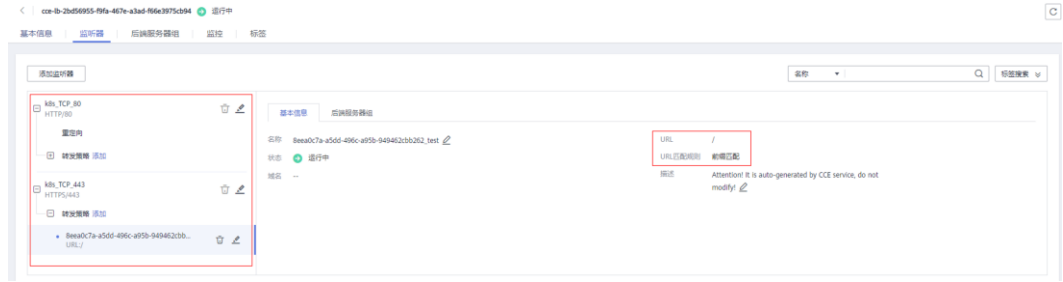 cce-lb-2bd56955-f9fa-467e-a3ad-f66e3975cb94 运行中
基本信息 监听器 后端服务器组 监控 标签
添加监听器
名称
标签搜索
k8s_TCP_80
HTTP/80
重定向
转发策略 添加
k8s_TCP_443
HTTPS/443
转发策略 添加
8eea0c7a-a5dd-496c-a95b-949462cbb...
URL:/
基本信息 后端服务器组
名称 8eea0c7a-a5dd-496c-a95b-949462cbb262_test
状态 运行中
域名 --
URL /
URL匹配规则 前缀匹配
描述 Attention! It is auto-generated by CCE service, do not
modify!